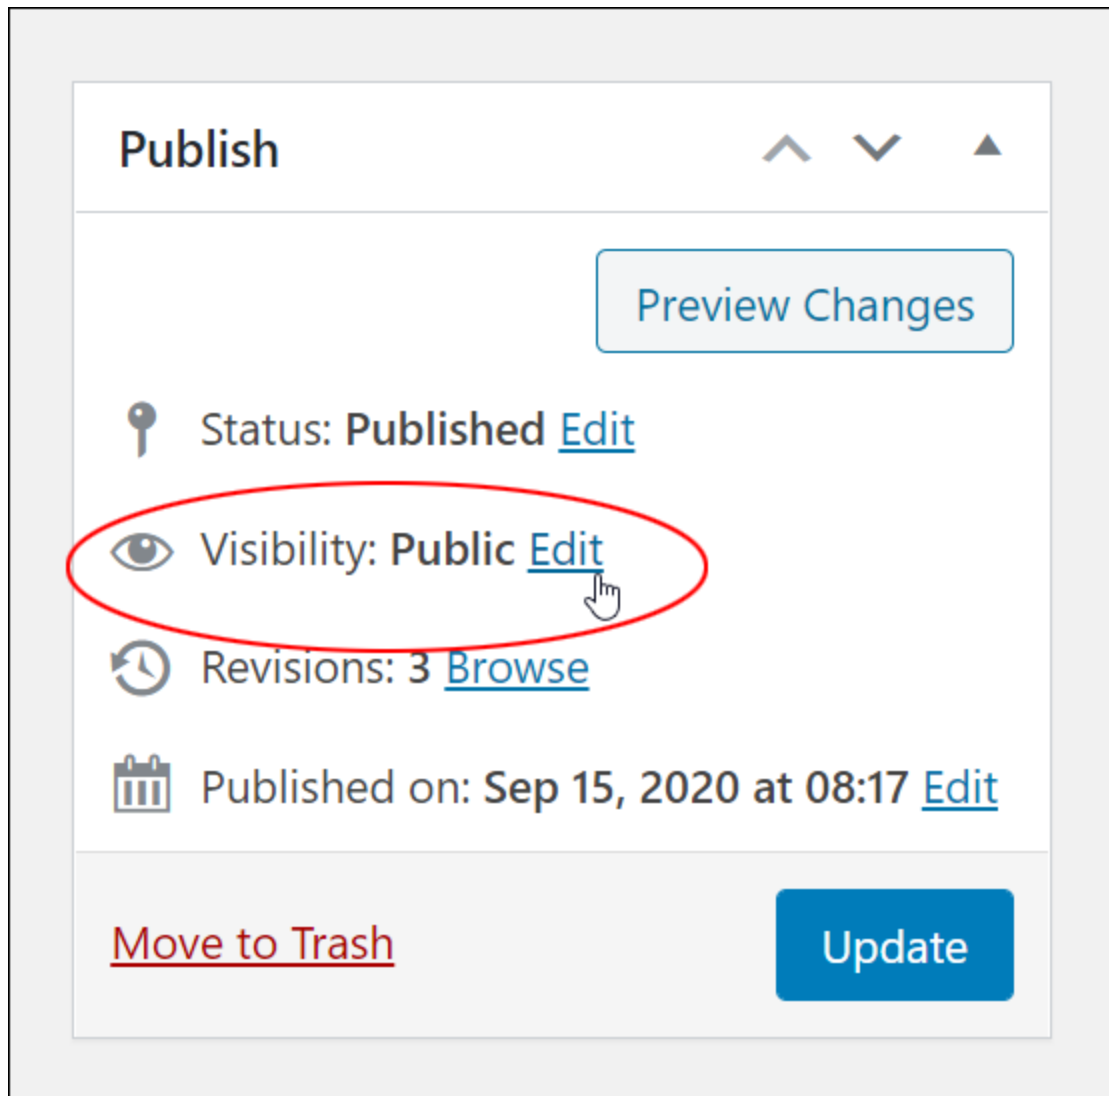 Publish
Preview Changes
Status: Published Edit
Visibility: Public Edit
Revisions: 3 Browse
Published on: Sep 15, 2020 at 08:17 Edit
Move to Trash
Update